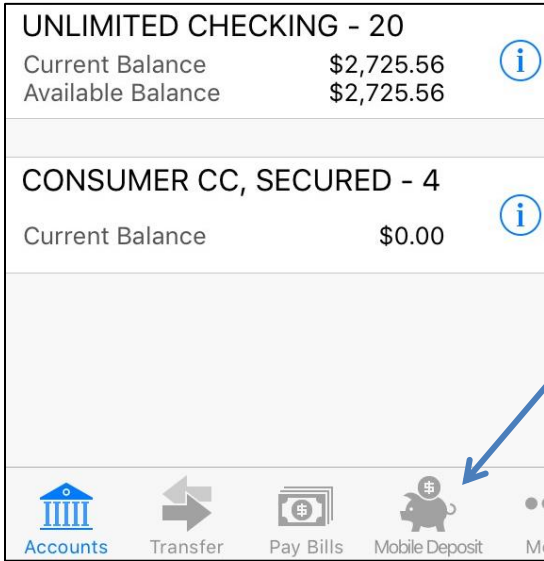 UNLIMITED CHECKING - 20
Current Balance $2,725.56
Available Balance $2,725.56
CONSUMER CC, SECURED - 4
Current Balance $0.00
Accounts Transfer Pay Bills Mobile Deposit